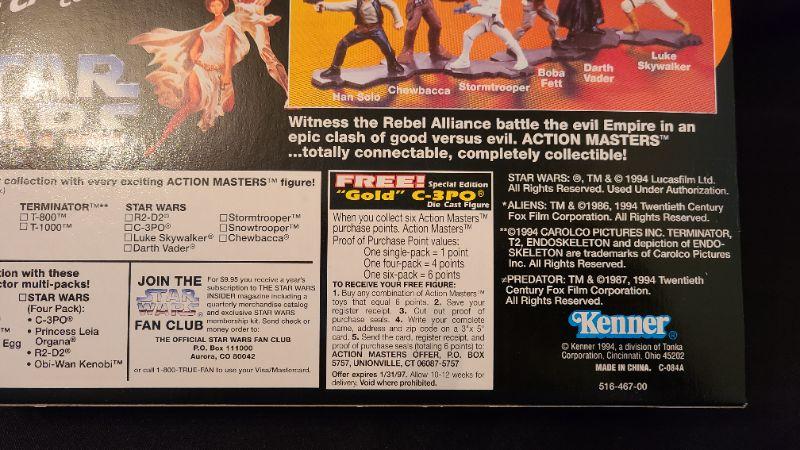 STAR
WARS
Han Solo
Chewbacca
Stormtrooper
Boba
Fett
Darth
Vader
Luke
Skywalker
Witness the Rebel Alliance battle the evil Empire in an
epic clash of good versus evil. ACTION MASTERS™
...totally connectable, completely collectible!
collection with every exciting ACTION MASTERS™ figure!
TERMINATOR™**
☐ T-800™
☐ T-1000™
STAR WARS
☐ R2-D2®
☐ C-3PO®
☐ Luke Skywalker®
☐ Darth Vader®
☐ Stormtrooper™
☐ Snowtrooper™
☐ Chewbacca®
tion with these
ctor multi-packs!
☐ STAR WARS
(Four Pack):
• C-3PO®
• Princess Leia
Organa®
• R2-D2®
• Obi-Wan Kenobi™
Egg
JOIN THE
STAR
WARS
FAN CLUB
For $9.95 you receive a year's
subscription to THE STAR WARS
INSIDER magazine including a
quarterly merchandise catalog
and exclusive STAR WARS
membership kit. Send check or
money order to:
THE OFFICIAL STAR WARS FAN CLUB
P.O. Box 111000
Aurora, CO 80042
or call 1-800-TRUE-FAN to use your Visa/Mastercard.
FREE! Special Edition
"Gold" C-3PO®
Die Cast Figure
When you collect six Action Masters™
purchase points. Action Masters™
Proof of Purchase Point values:
One single-pack = 1 point
One four-pack = 4 points
One six-pack = 6 points
TO RECEIVE YOUR FREE FIGURE:
1. Buy any combination of Action Masters™
toys that equal 6 points. 2. Save your
register receipt. 3. Cut out proof of
purchase points. 4. Write your complete
name, address and zip code on a 3"x 5"
card. 5. Send the card, register receipt, and
proof of purchase points (totaling 6 points) to:
ACTION MASTERS OFFER, P.O. BOX
5757, UNIONVILLE, CT 06087-5757
Offer expires 1/31/97. Allow 10-12 weeks for
delivery. Void where prohibited.
STAR WARS: ®, TM & © 1994 Lucasfilm Ltd.
All Rights Reserved. Used Under Authorization.
*ALIENS: TM & ©1986, 1994 Twentieth Century
Fox Film Corporation. All Rights Reserved.
**©1994 CAROLCO PICTURES INC. TERMINATOR,
T2, ENDOSKELETON and depiction of ENDO-
SKELETON are trademarks of Carolco Pictures
Inc. All Rights Reserved.
≠PREDATOR: TM & ©1987, 1994 Twentieth
Century Fox Film Corporation.
All Rights Reserved.
Kenner®
© Kenner 1994, a division of Tonka
Corporation, Cincinnati, Ohio 45202
MADE IN CHINA. C-084A
516-467-00